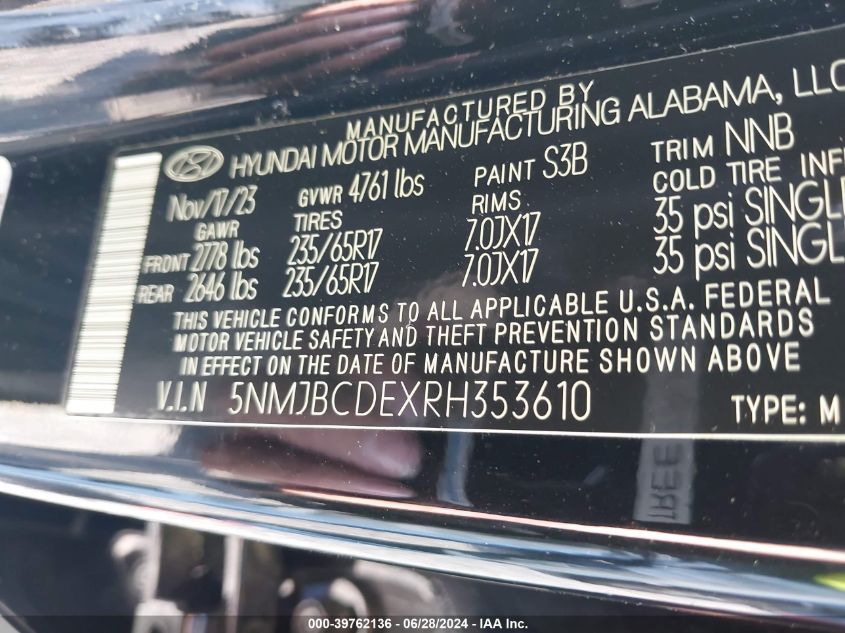 MANUFACTURED BY
HYUNDAI MOTOR MANUFACTURING ALABAMA, LLC
Nov/17/23 GVWR 4761 lbs PAINT S3B TRIM NNB
GAWR TIRES RIMS COLD TIRE INF
FRONT 2778 lbs 235/65R17 7.0JX17 35 psi SINGL
REAR 2646 lbs 235/65R17 7.0JX17 35 psi SINGL
THIS VEHICLE CONFORMS TO ALL APPLICABLE U.S.A. FEDERAL
MOTOR VEHICLE SAFETY AND THEFT PREVENTION STANDARDS
IN EFFECT ON THE DATE OF MANUFACTURE SHOWN ABOVE
V.I.N 5NMJBCDEXRH353610 TYPE: M
000-39762136 - 06/28/2024 - IAA Inc.